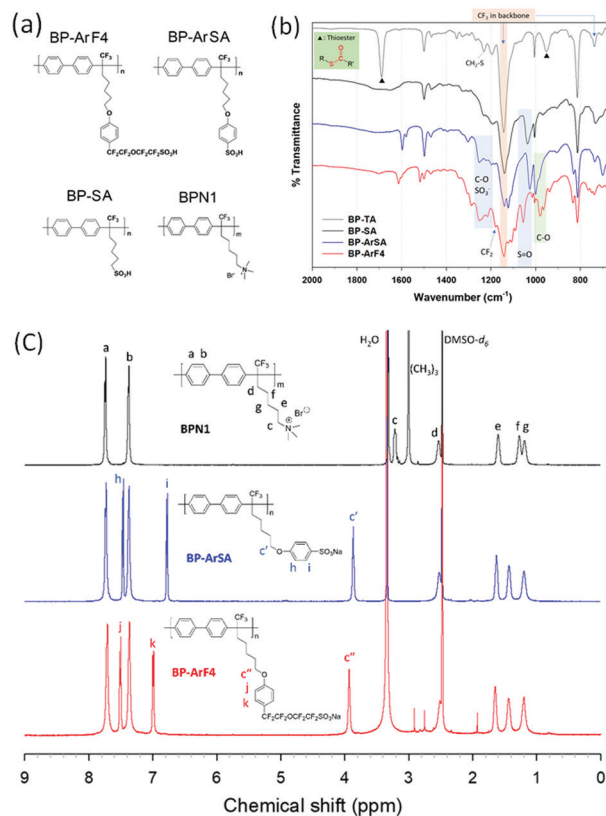 (a)
BP-ArF4
BP-ArSA
CF₃
n
CF₃
n
O
O
CF₂CF₂OCF₂CF₂SO₃H
SO₃H
BP-SA
BPN1
CF₃
n
CF₃
m
SO₃H
Br⁻
N
(b)
CF₃ in backbone
▲: Thioester
O
R S C R'
CH₂-S
C-O
SO₃⁻
CF₂
S=O
C-O
BP-TA
BP-SA
BP-ArSA
BP-ArF4
% Transmittance
2000 1800 1600 1400 1200 1000 800
Wavenumber (cm⁻¹)
(C)
H₂O
DMSO-d₆
(CH₃)₃
a
b
a b
CF₃
m
d f
g e
c
Br⊖
⊕
N
BPN1
c
d
e
f
g
h
i
CF₃
n
O
SO₃Na
c'
h i
BP-ArSA
c'
j
k
CF₃
n
BP-ArF4
c''
O
j
k
CF₂CF₂OCF₂CF₂SO₃Na
c''
9 8 7 6 5 4 3 2 1 0
Chemical shift (ppm)